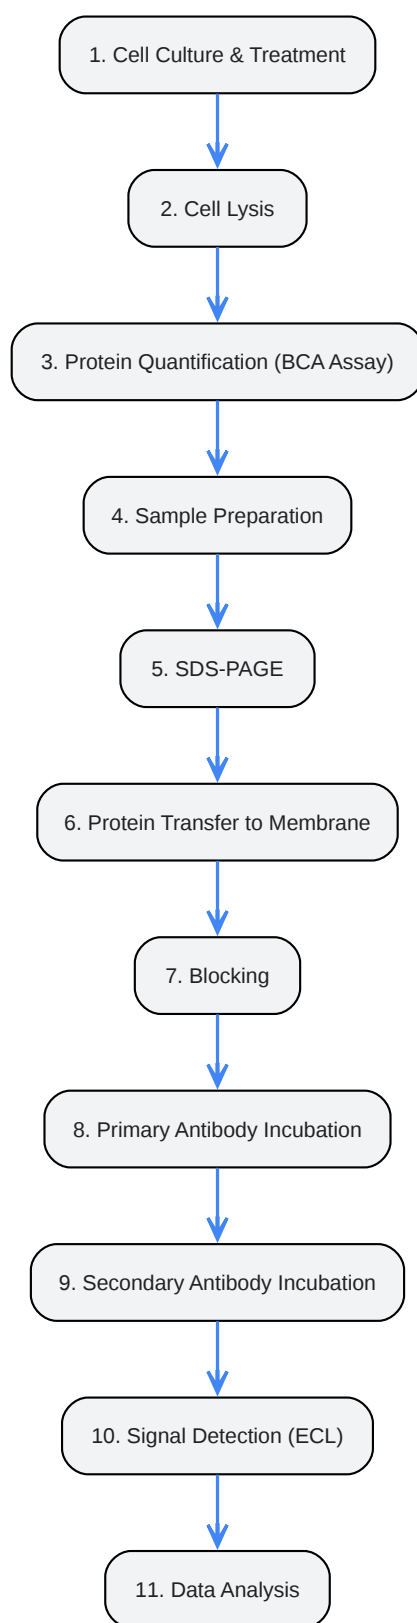 1. Cell Culture & Treatment
2. Cell Lysis
3. Protein Quantification (BCA Assay)
4. Sample Preparation
5. SDS-PAGE
6. Protein Transfer to Membrane
7. Blocking
8. Primary Antibody Incubation
9. Secondary Antibody Incubation
10. Signal Detection (ECL)
11. Data Analysis